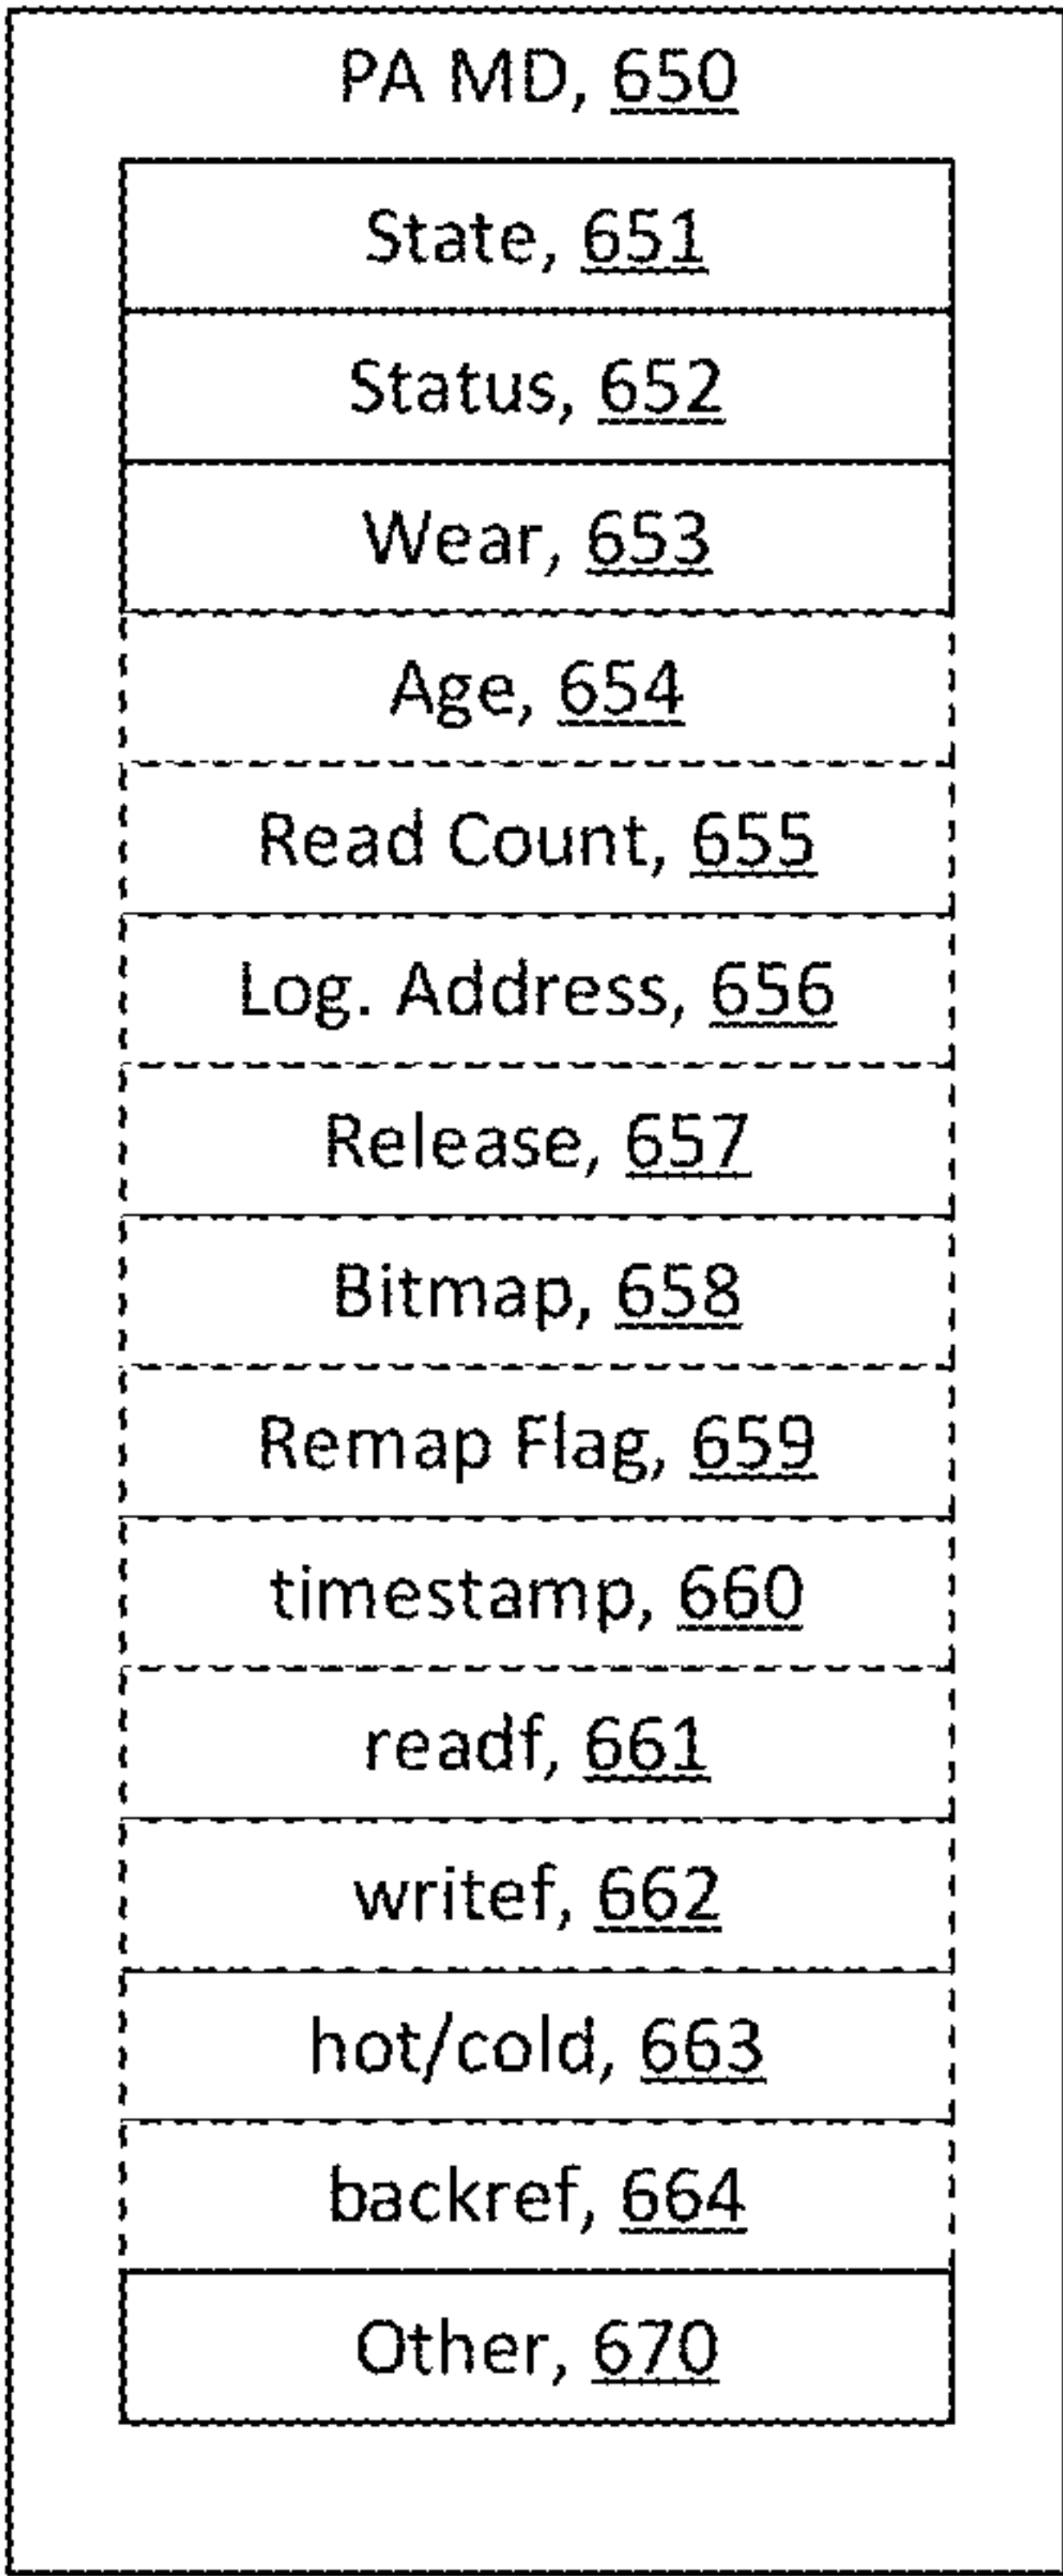 PA MD, 650
State, 651
Status, 652
Wear, 653
Age, 654
Read Count, 655
Log. Address, 656
Release, 657
Bitmap, 658
Remap Flag, 659
timestamp, 660
readf, 661
writef, 662
hot/cold, 663
backref, 664
Other, 670